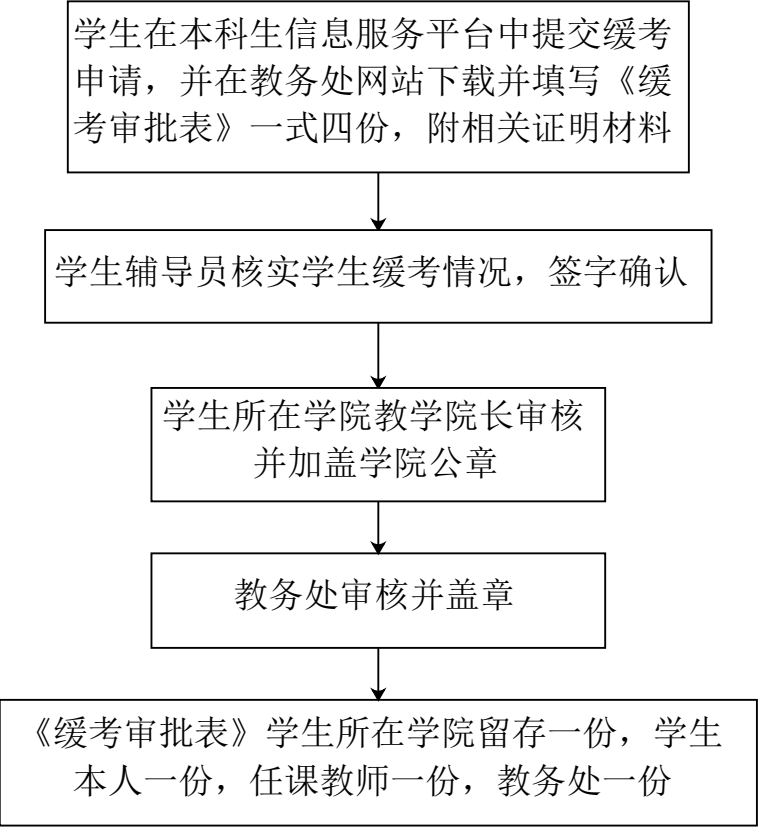 学生在本科生信息服务平台中提交缓考
申请，并在教务处网站下载并填写《缓
考审批表》一式四份，附相关证明材料
学生辅导员核实学生缓考情况，签字确认
学生所在学院教学院长审核
并加盖学院公章
教务处审核并盖章
《缓考审批表》学生所在学院留存一份，学生
本人一份，任课教师一份，教务处一份